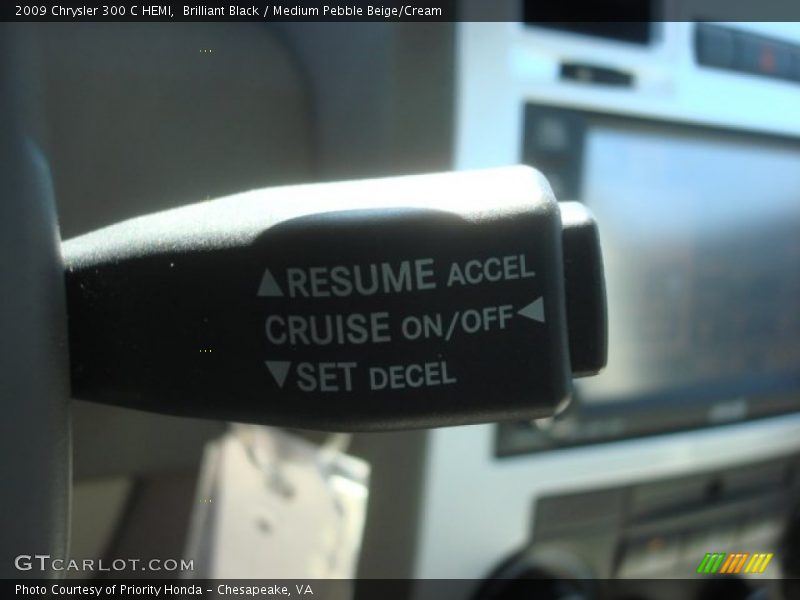 2009 Chrysler 300 C HEMI,  Brilliant Black / Medium Pebble Beige/Cream
▲RESUME ACCEL
CRUISE ON/OFF◀
▼SET DECEL
GTCARLOT.COM
Photo Courtesy of Priority Honda - Chesapeake, VA